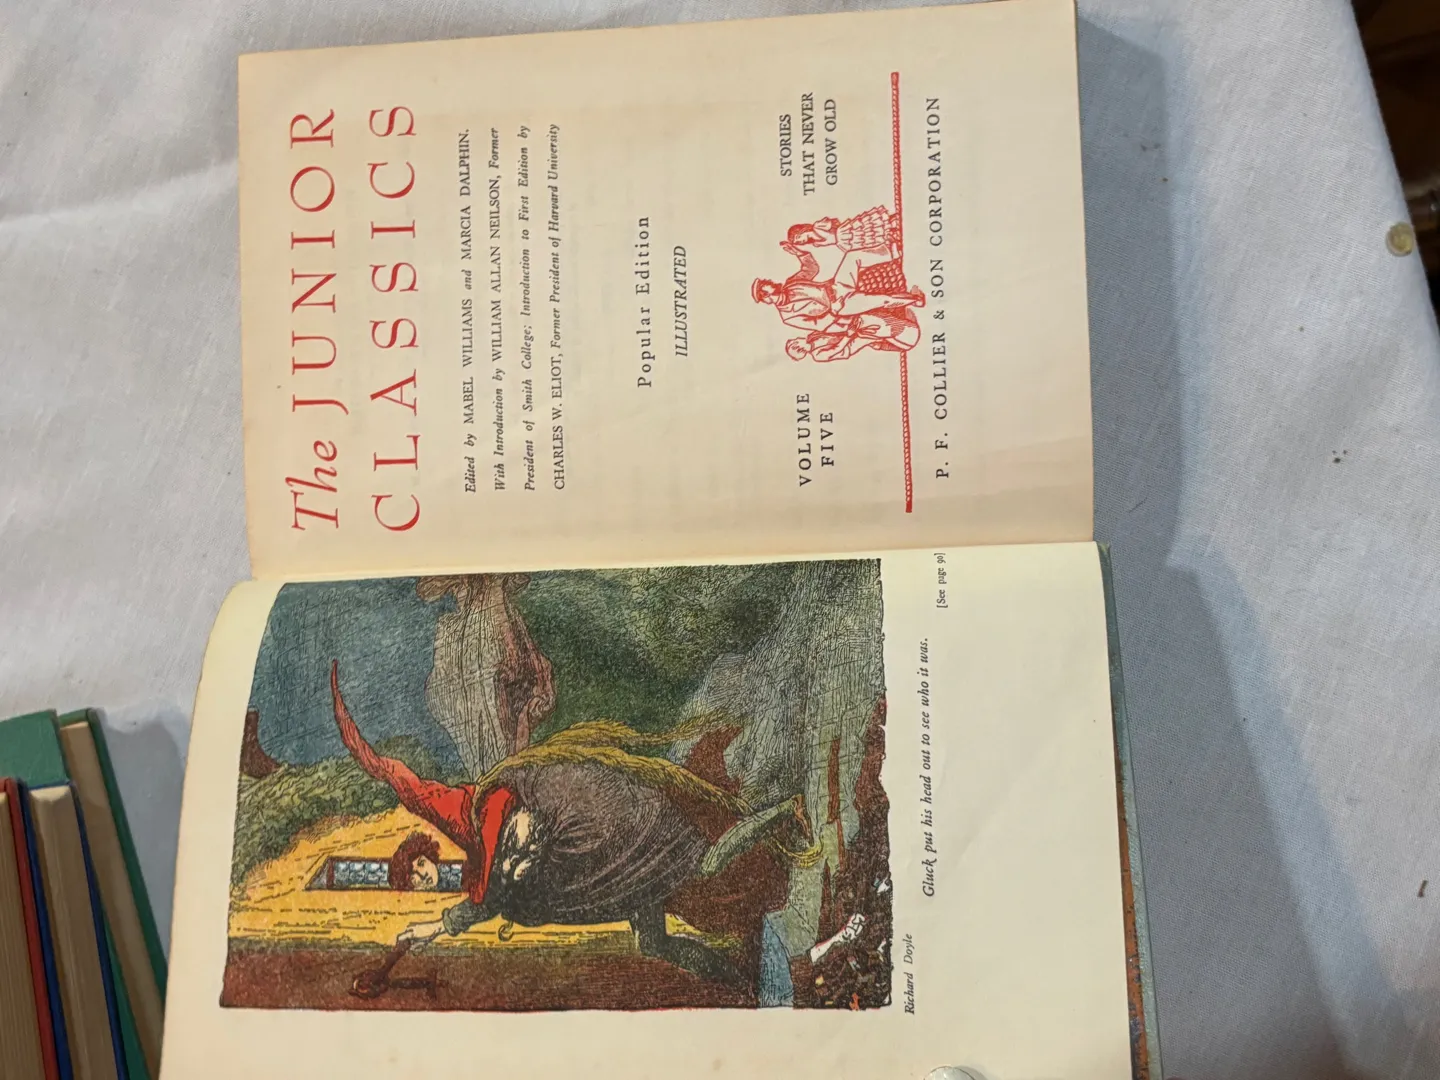 Richard Doyle
Gluck put his head out to see who it was.
[See page 90]
The JUNIOR
CLASSICS
Edited by MABEL WILLIAMS and MARCIA DALPHIN.
With Introduction by WILLIAM ALLAN NEILSON, Former
President of Smith College; Introduction to First Edition by
CHARLES W. ELIOT, Former President of Harvard University
Popular Edition
ILLUSTRATED
VOLUME
FIVE
STORIES
THAT NEVER
GROW OLD
P. F. COLLIER & SON CORPORATION